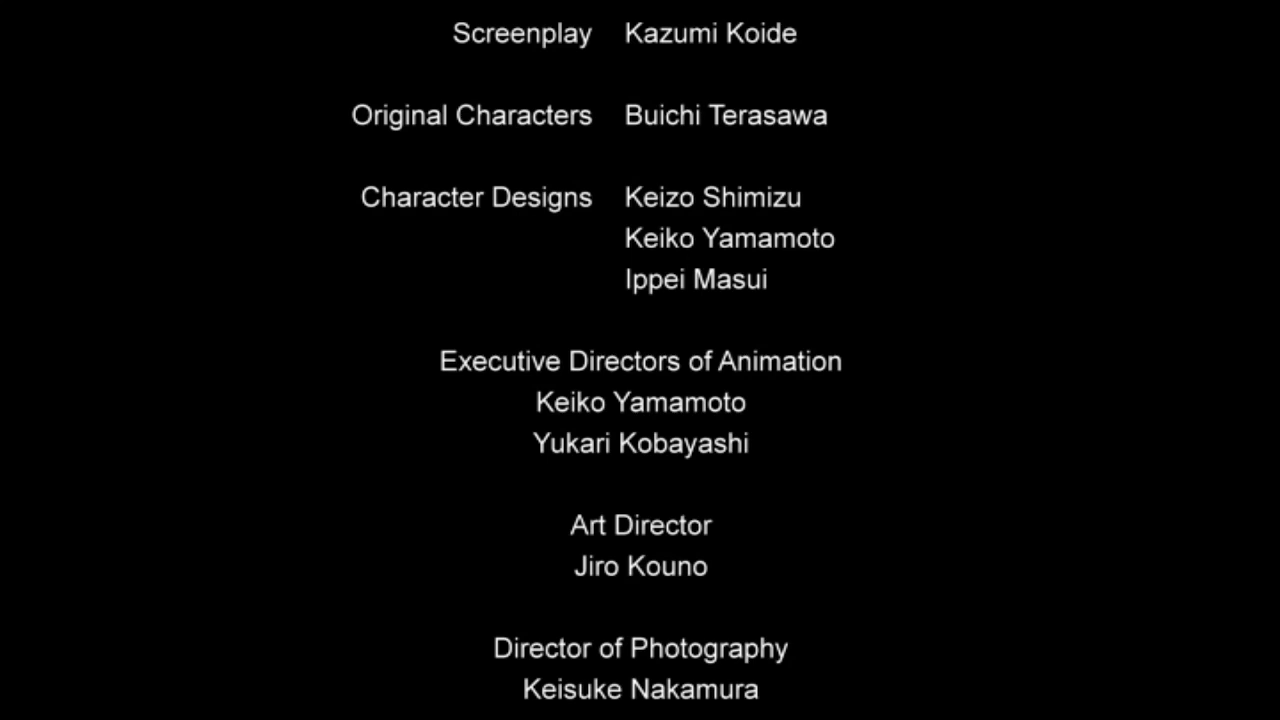 Screenplay Kazumi Koide
Original Characters Buichi Terasawa
Character Designs Keizo Shimizu
Keiko Yamamoto
Ippei Masui
Executive Directors of Animation
Keiko Yamamoto
Yukari Kobayashi
Art Director
Jiro Kouno
Director of Photography
Keisuke Nakamura